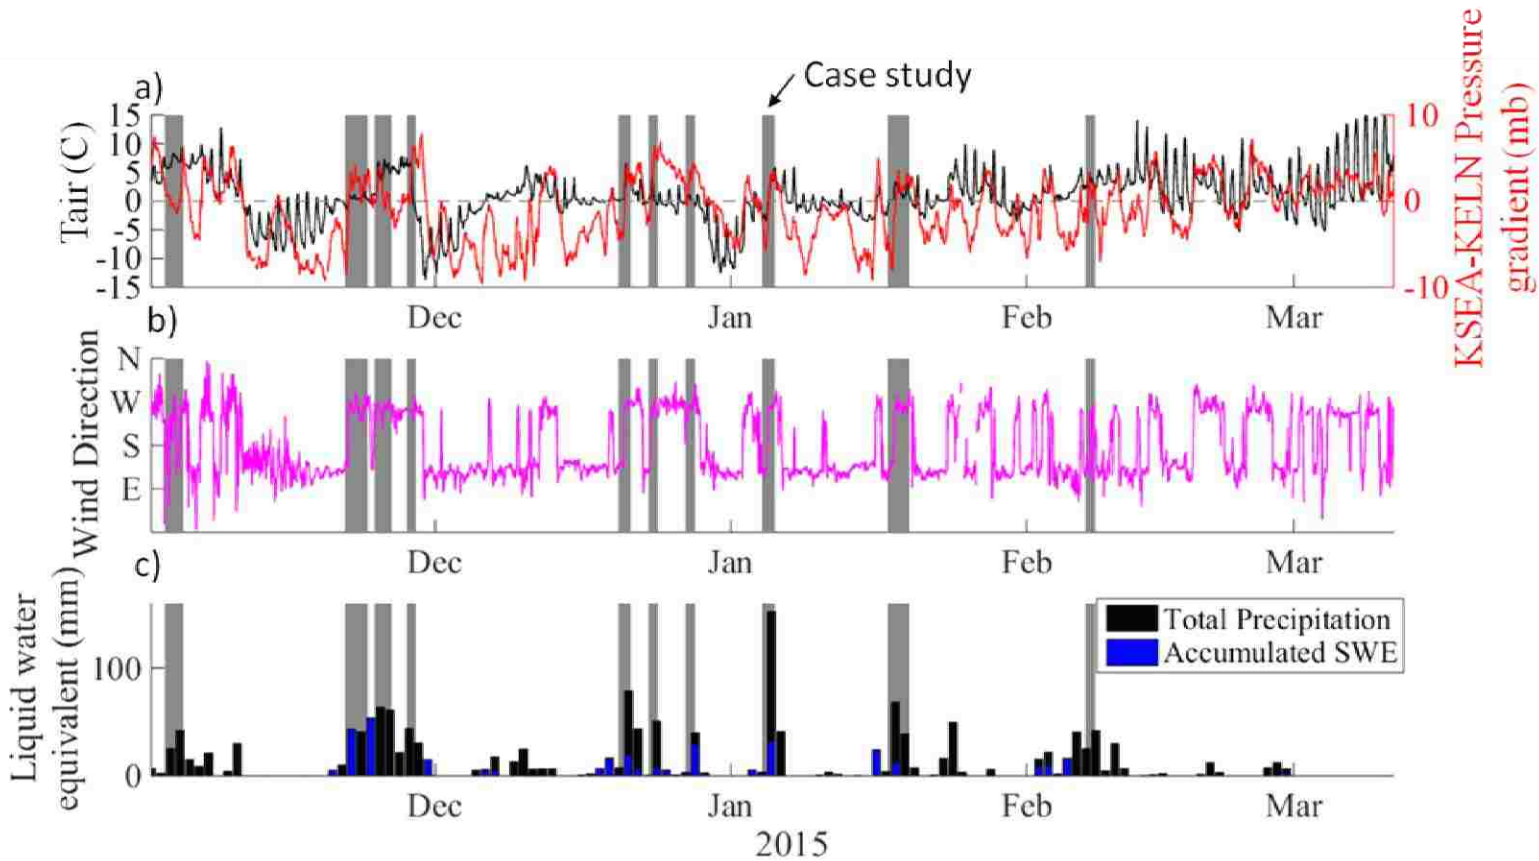 Case study
a)
15
10
5
0
-5
-10
-15
Tair (C)
10
0
-10
KSEA-KELN Pressure
gradient (mb)
Dec
Jan
Feb
Mar
b)
N
W
S
E
Wind Direction
Dec
Jan
Feb
Mar
c)
Liquid water
equivalent (mm)
100
0
Total Precipitation
Accumulated SWE
Dec
Jan
Feb
Mar
2015